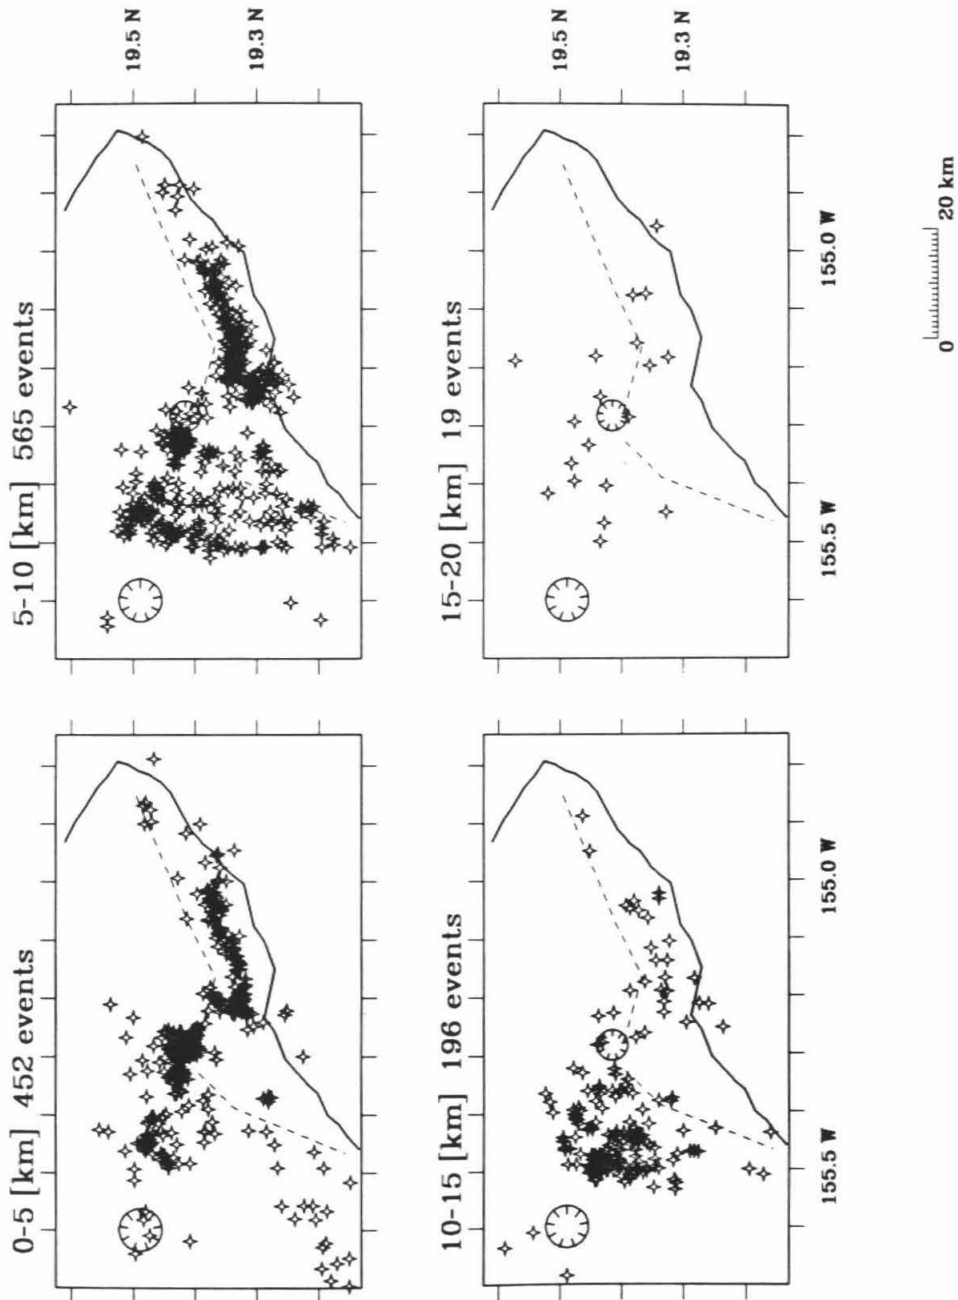 0-5 [km] 452 events
5-10 [km] 565 events
19.5 N
19.3 N
10-15 [km] 196 events
15-20 [km] 19 events
19.5 N
19.3 N
155.5 W
155.0 W
155.5 W
155.0 W
0 20 km